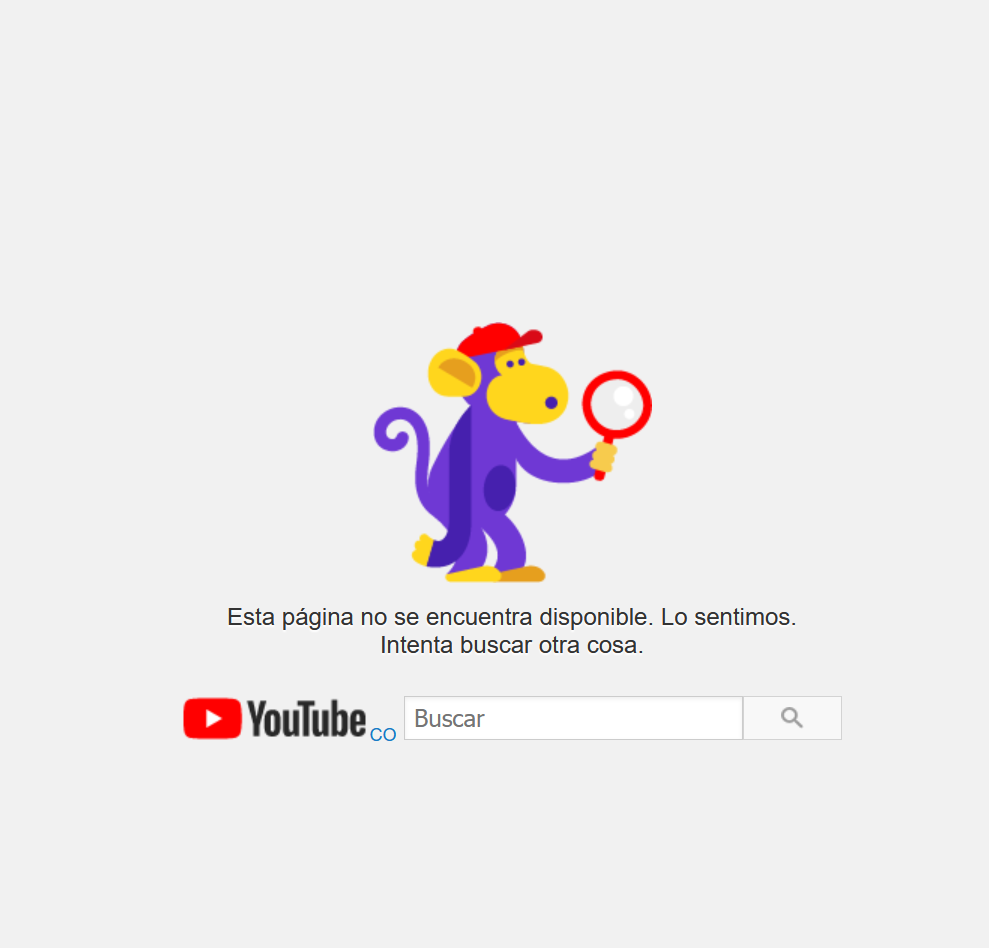 Esta página no se encuentra disponible. Lo sentimos.
Intenta buscar otra cosa.
YouTube CO Buscar